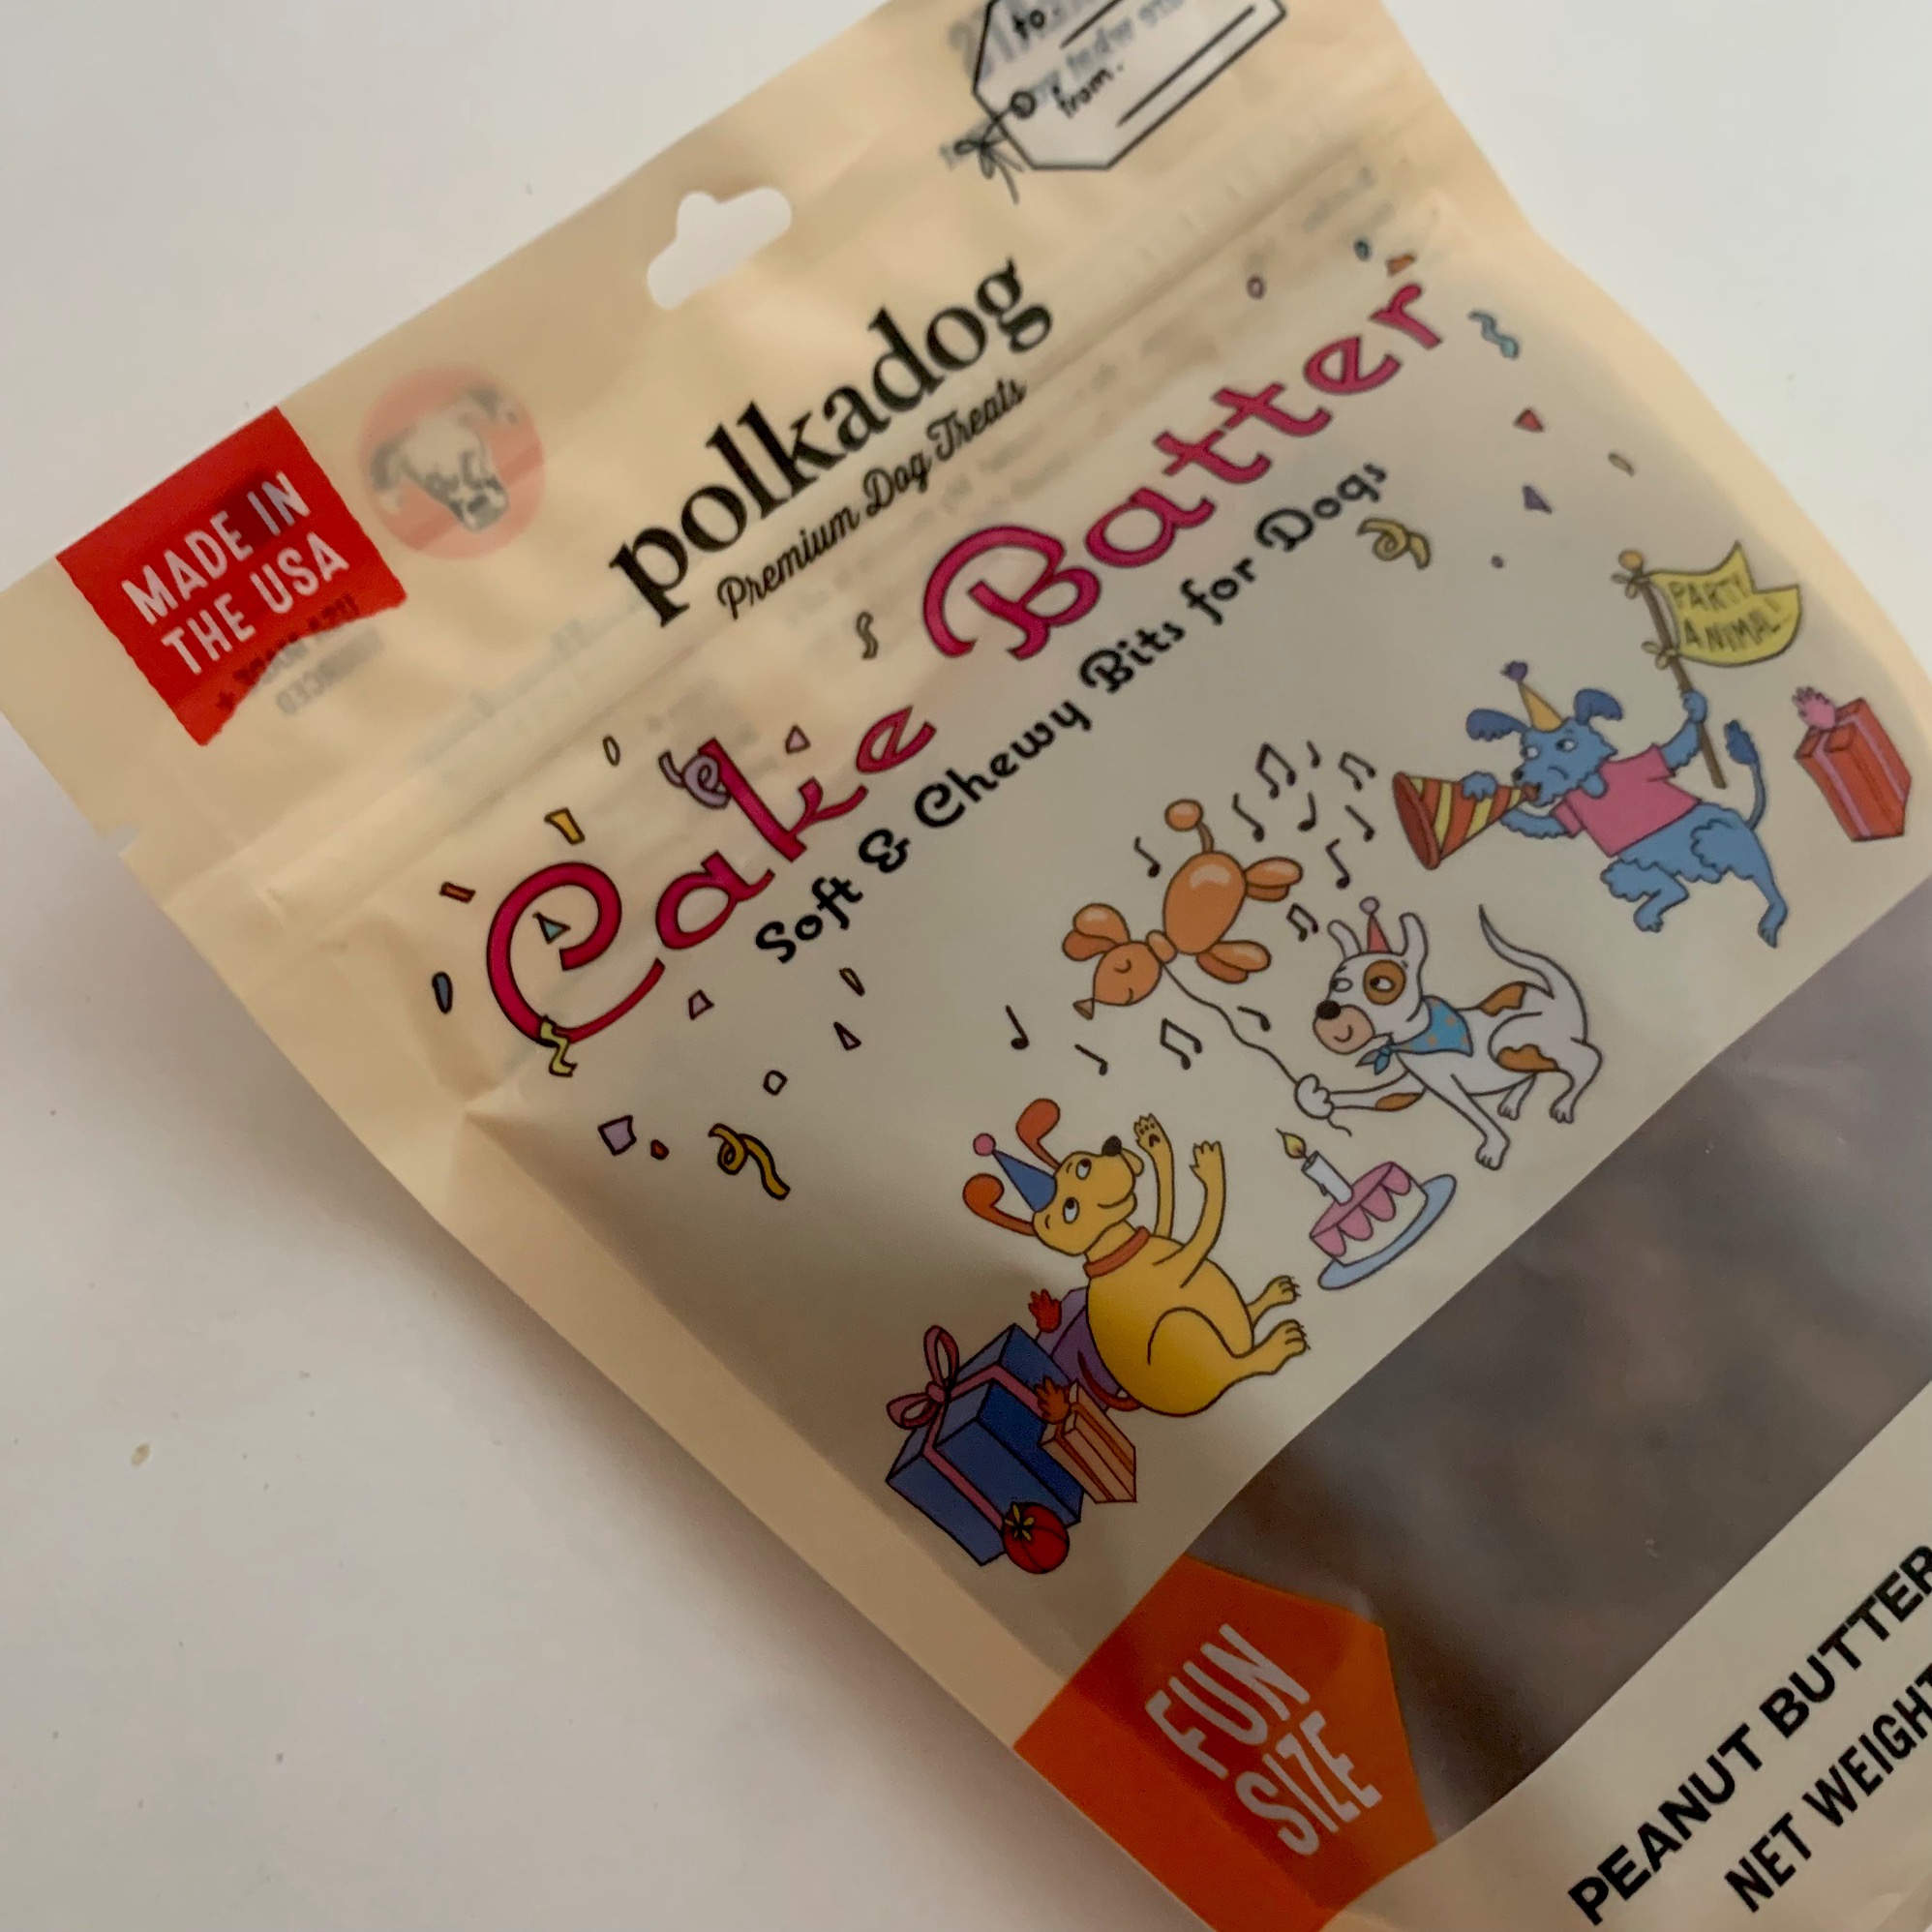 to.
from.
MADE IN
THE USA
polkadog
Premium Dog Treats
Cake Batter
Soft & Chewy Bits for Dogs
PARTY
ANIMAL!
FUN
SIZE
PEANUT BUTTER
NET WEIGHT